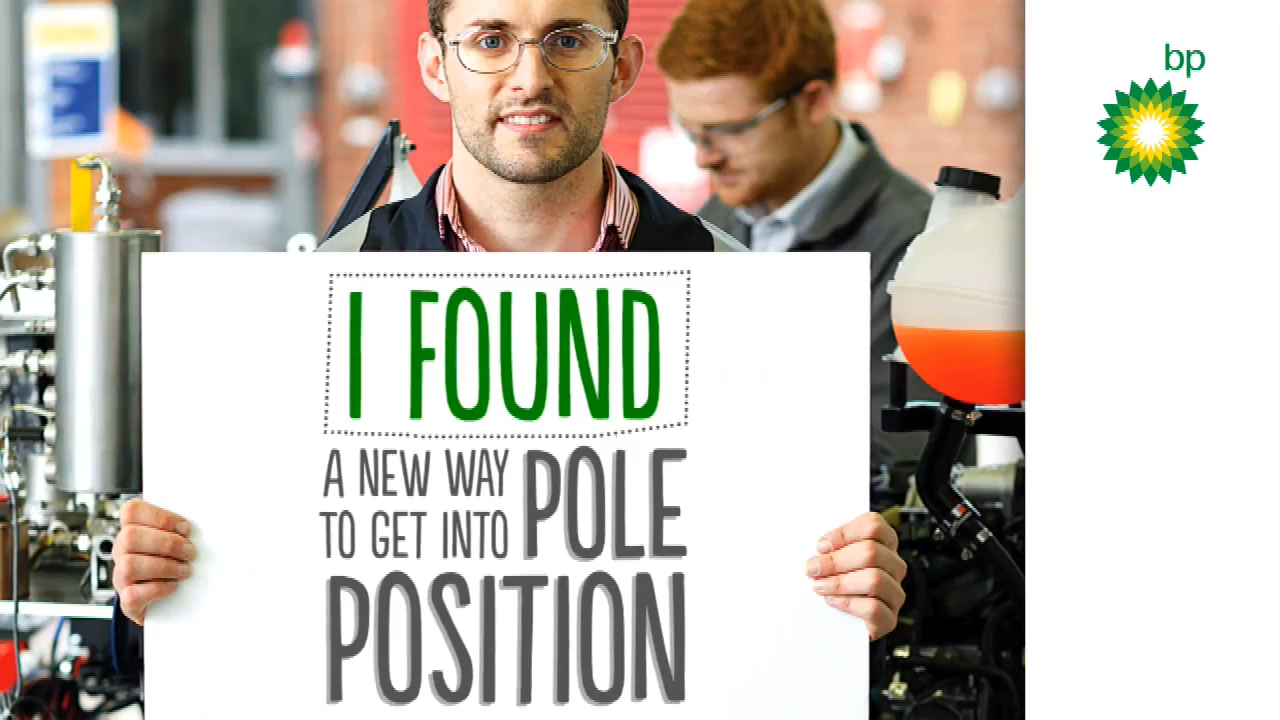 bp
I FOUND
A NEW WAY
TO GET INTO
POLE
POSITION